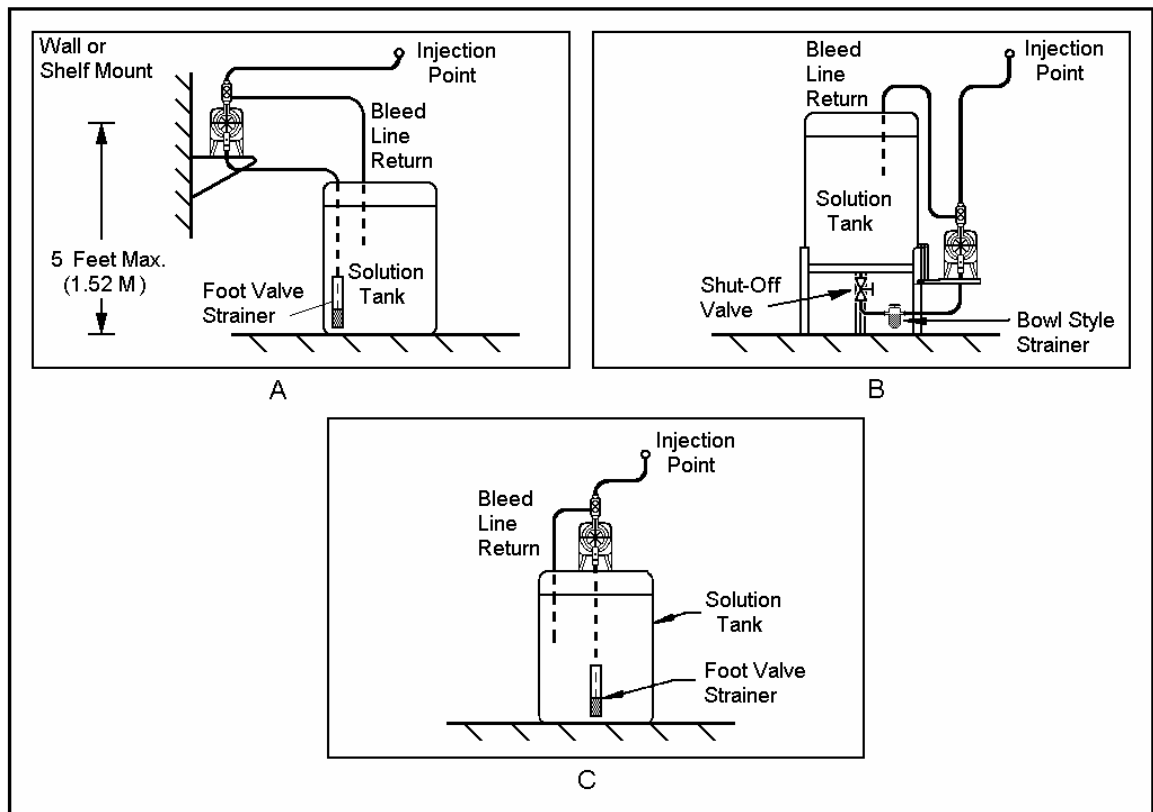 Wall or
Shelf Mount
Injection
Point
Bleed
Line
Return
5 Feet Max.
(1.52 M)
Foot Valve
Strainer
Solution
Tank
A
Bleed
Line
Return
Injection
Point
Solution
Tank
Shut-Off
Valve
Bowl Style
Strainer
B
Injection
Point
Bleed
Line
Return
Solution
Tank
Foot Valve
Strainer
C